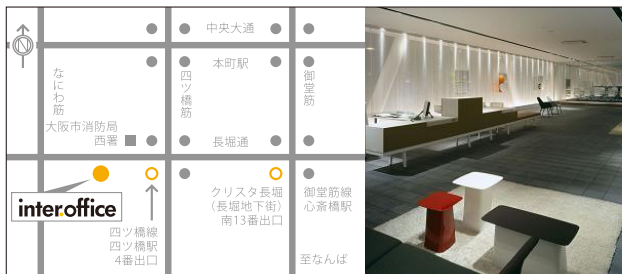 中央大通
N
本町駅
なにわ筋
四ツ橋筋
御堂筋
大阪市消防局
西署
長堀通
inter.office
クリスタ長堀
(長堀地下街)
南13番出口
御堂筋線
心斎橋駅
四ツ橋線
四ツ橋駅
4番出口
至なんば